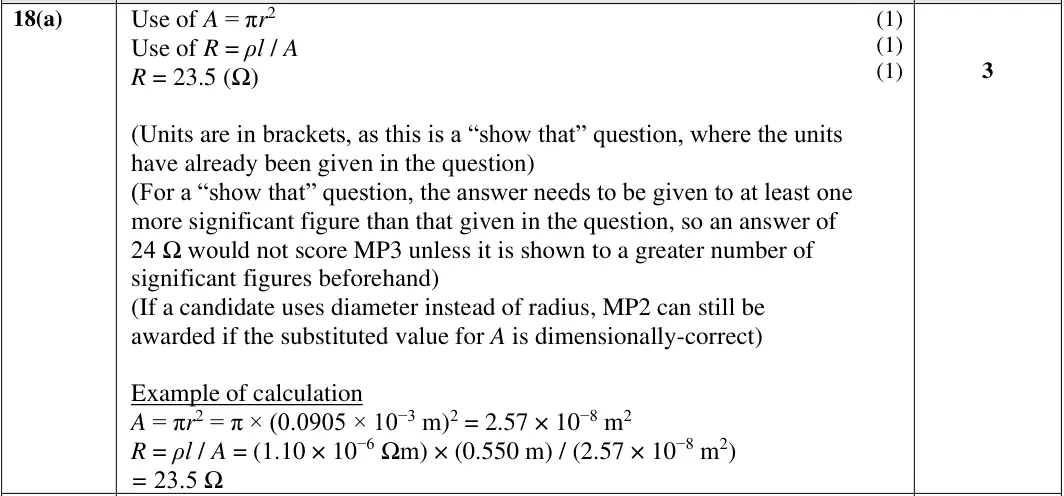 18(a) Use of A = πr² (1)
Use of R = ρl / A (1)
R = 23.5 (Ω) (1) 3
(Units are in brackets, as this is a “show that” question, where the units
have already been given in the question)
(For a “show that” question, the answer needs to be given to at least one
more significant figure than that given in the question, so an answer of
24 Ω would not score MP3 unless it is shown to a greater number of
significant figures beforehand)
(If a candidate uses diameter instead of radius, MP2 can still be
awarded if the substituted value for A is dimensionally-correct)
Example of calculation
A = πr² = π × (0.0905 × 10⁻³ m)² = 2.57 × 10⁻⁸ m²
R = ρl / A = (1.10 × 10⁻⁶ Ωm) × (0.550 m) / (2.57 × 10⁻⁸ m²)
= 23.5 Ω